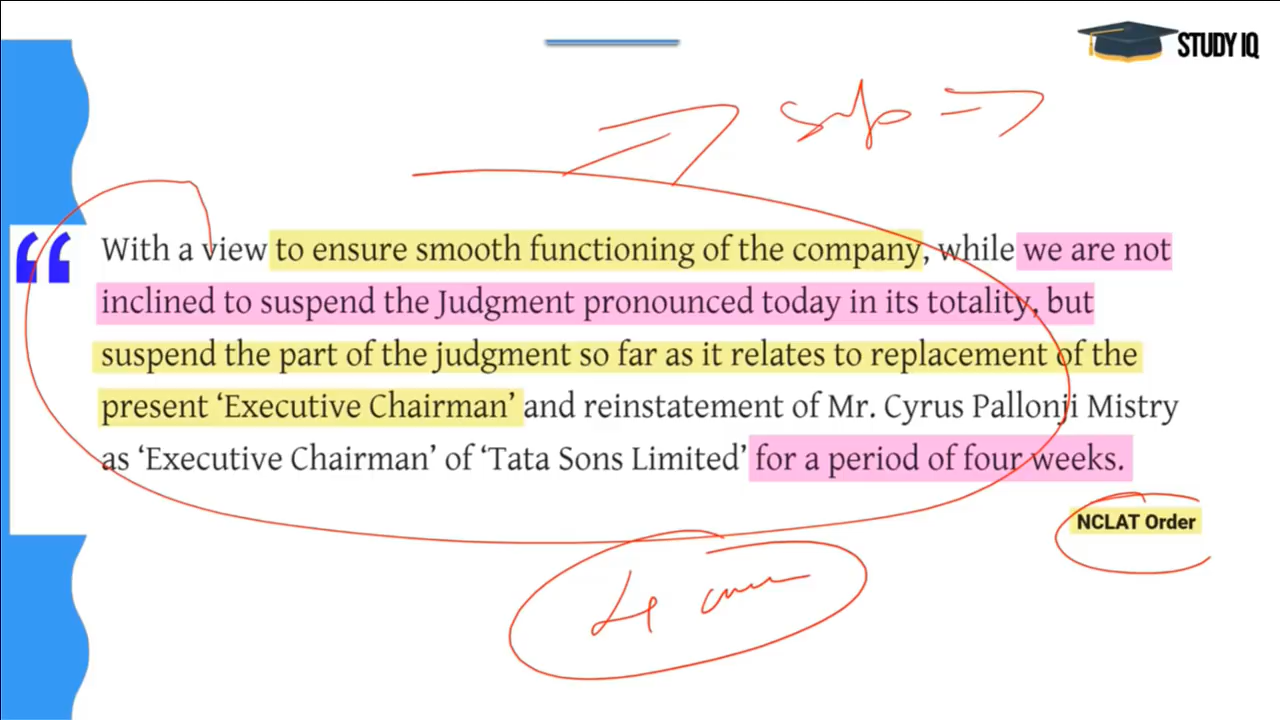 STUDY IQ
With a view to ensure smooth functioning of the company, while we are not
inclined to suspend the Judgment pronounced today in its totality, but
suspend the part of the judgment so far as it relates to replacement of the
present ‘Executive Chairman’ and reinstatement of Mr. Cyrus Pallonji Mistry
as ‘Executive Chairman’ of ‘Tata Sons Limited’ for a period of four weeks.
NCLAT Order
4